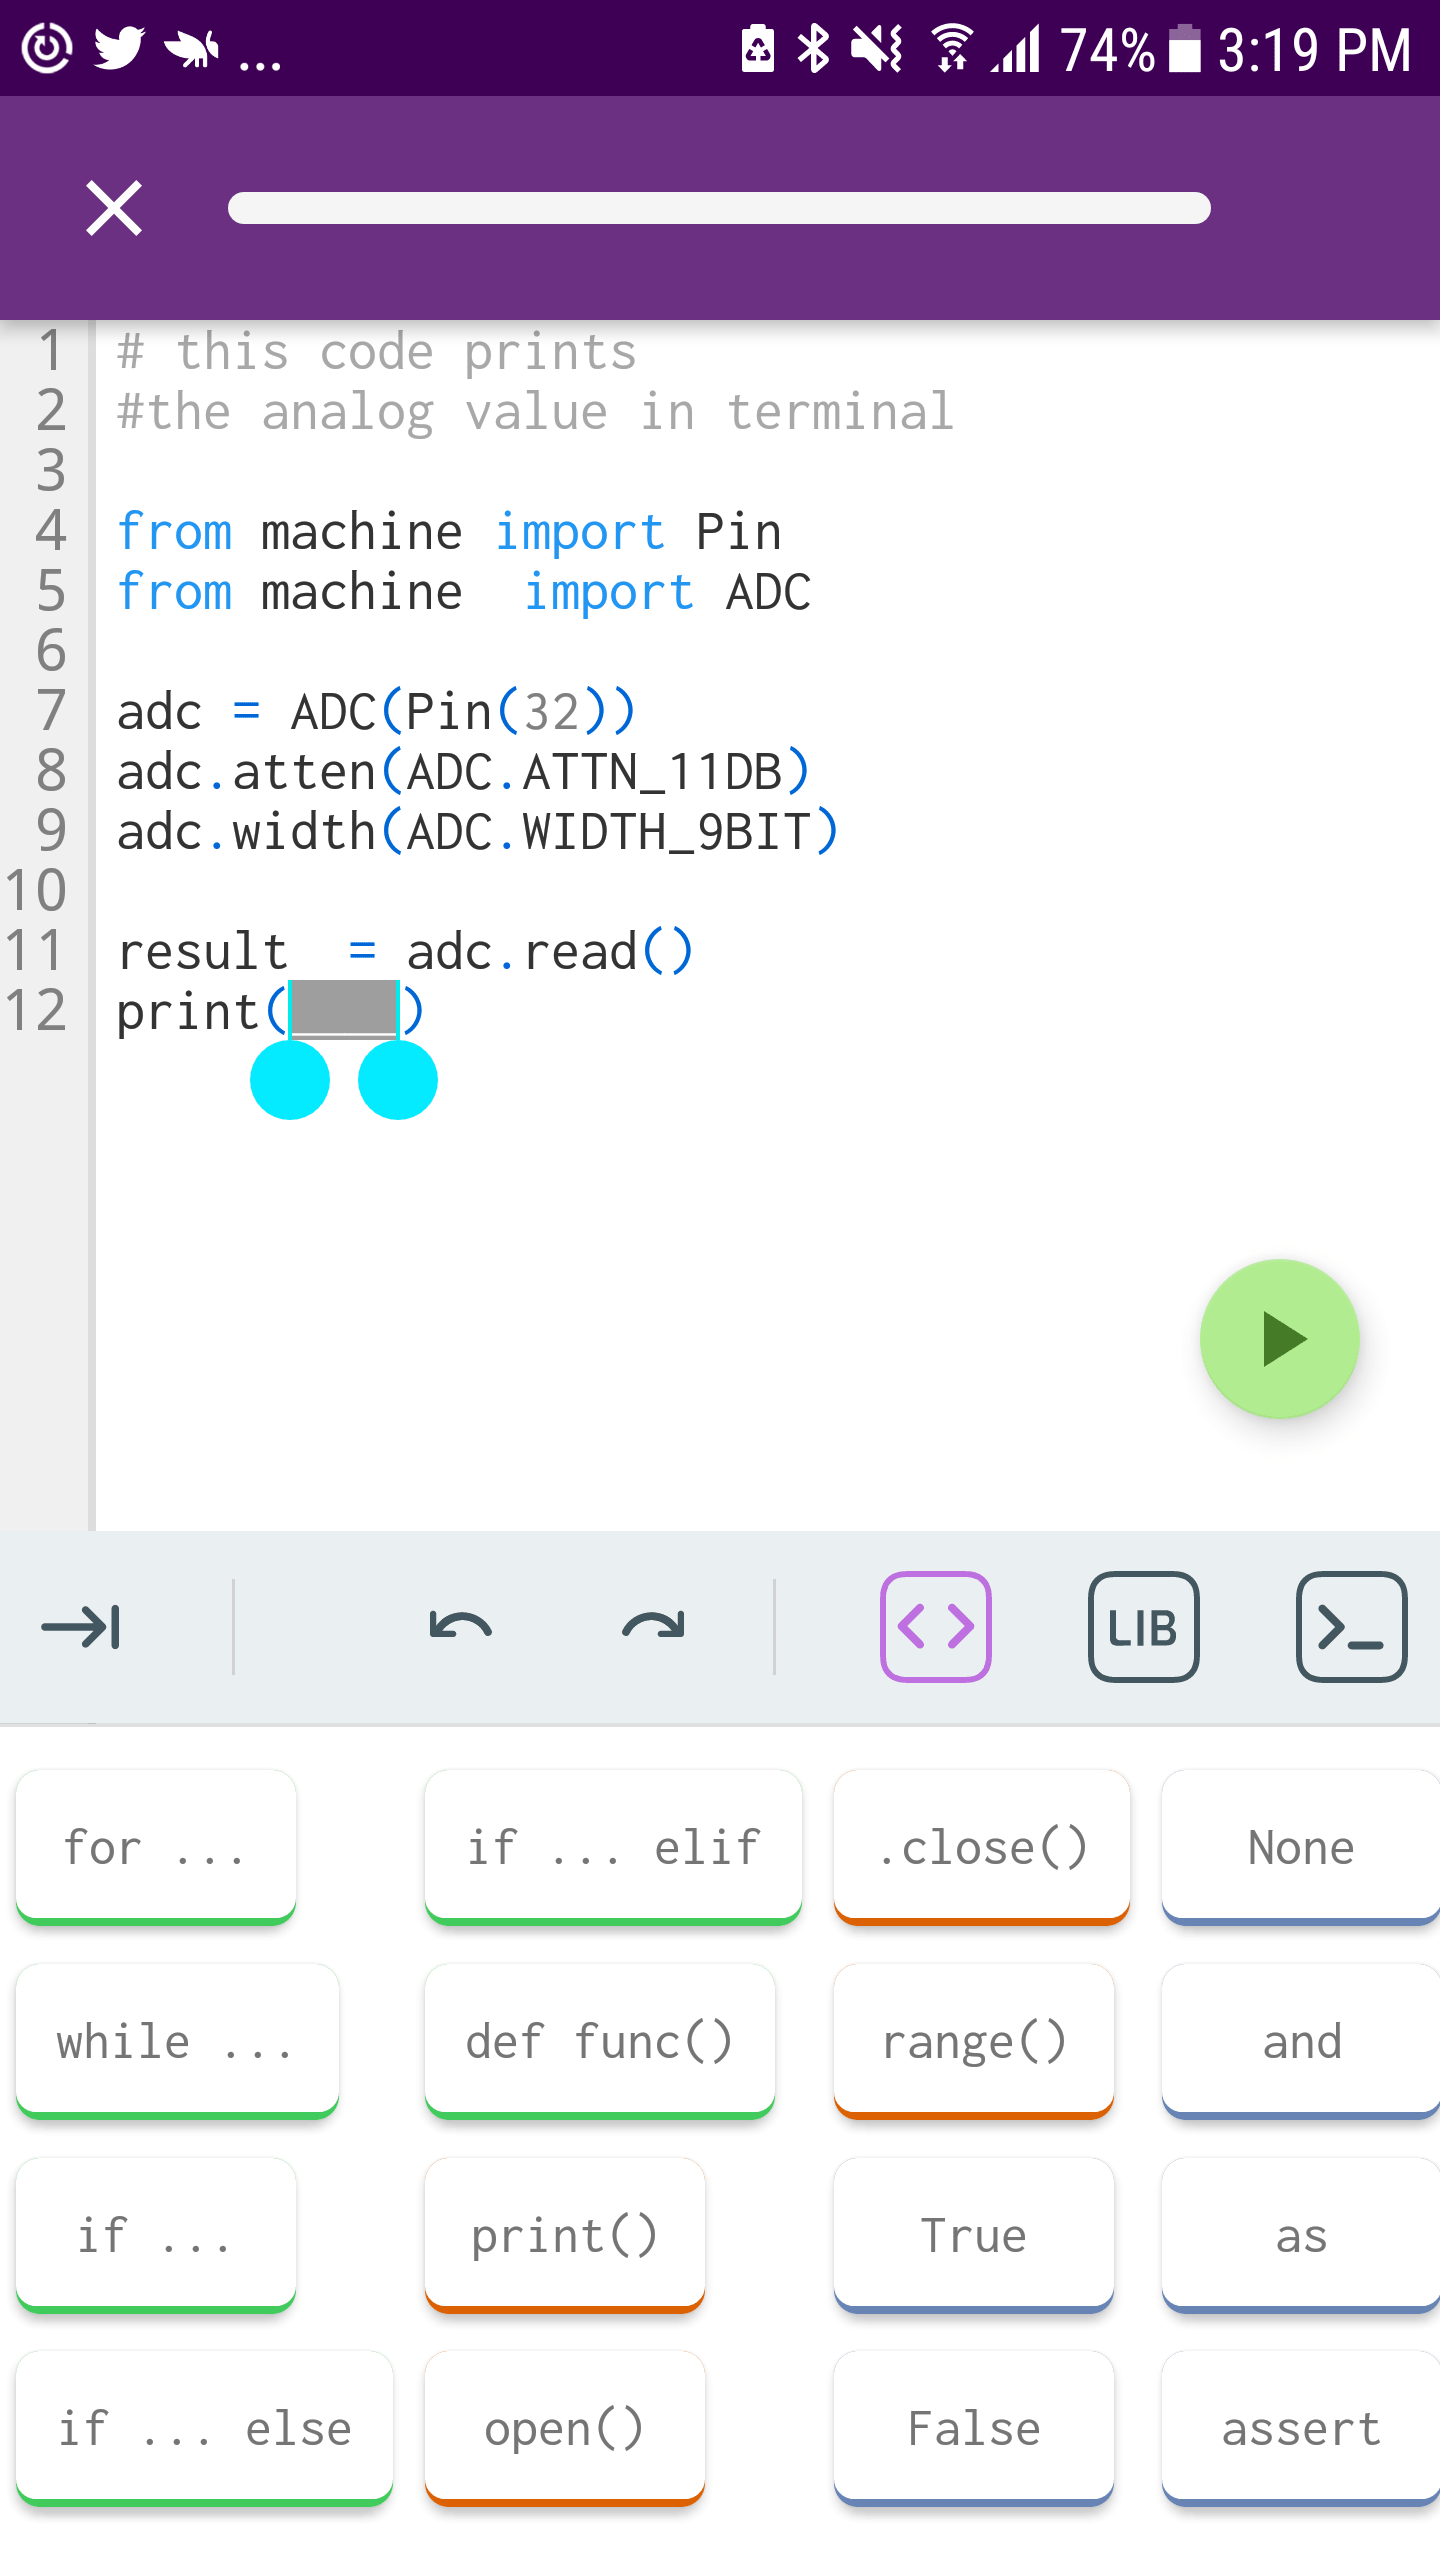 ... 74% 3:19 PM
1 # this code prints
2 #the analog value in terminal
3
4 from machine import Pin
5 from machine  import ADC
6
7 adc = ADC(Pin(32))
8 adc.atten(ADC.ATTN_11DB)
9 adc.width(ADC.WIDTH_9BIT)
10
11 result  = adc.read()
12 print(    )
<> LIB >_
for ... if ... elif .close() None
while ... def func() range() and
if ... print() True as
if ... else open() False assert